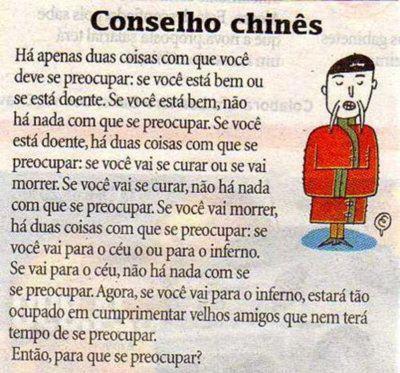 Conselho chinês
Há apenas duas coisas com que você
deve se preocupar: se você está bem ou
se está doente. Se você está bem, não
há nada com que se preocupar. Se você
está doente, há duas coisas com que se
preocupar: se você vai se curar ou se vai
morrer. Se você vai se curar, não há nada
com que se preocupar. Se você vai morrer,
há duas coisas com que se preocupar: se
você vai para o céu o ou para o inferno.
Se vai para o céu, não há nada com se
se preocupar. Agora, se você vai para o inferno, estará tão
ocupado em cumprimentar velhos amigos que nem terá
tempo de se preocupar.
Então, para que se preocupar?